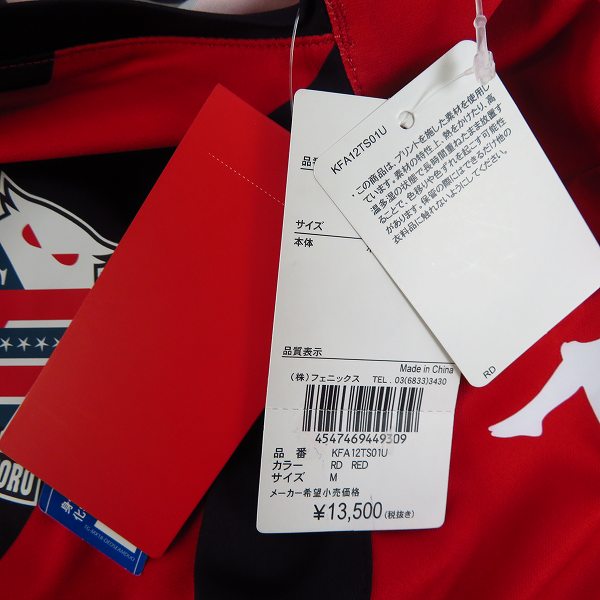 KFA12TS01U
.この商品は、プリントを施した素材を使用し
ています。素材の特性上、熱をかけたり、高
温多湿の状態で長時間重ねたまま放置す
ることで、色移りや色ずれを起こす可能性
があります。保管の際にはできるだけ他の
衣料品に触れないようにしてください。
RD
サイズ
本体
品質表示
Made in China
(株)フェニックス TEL. 03(6833)3430
4547469449309
品番 KFA12TS01U
カラー RD RED
サイズ M
メーカー希望小売価格
¥13,500(税抜き)
ORU